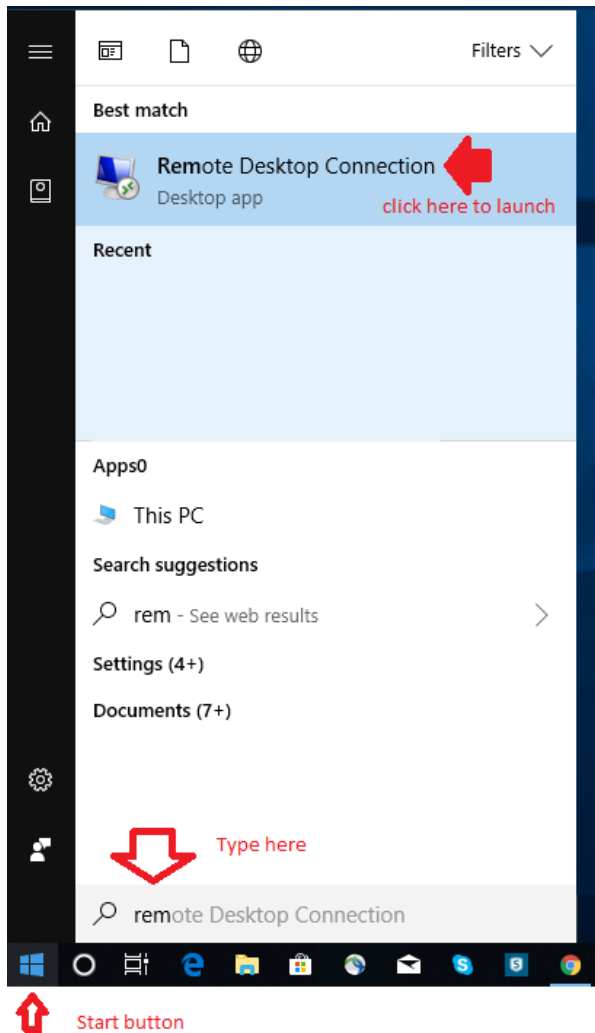 Filters
Best match
Remote Desktop Connection
Desktop app
click here to launch
Recent
Apps0
This PC
Search suggestions
rem - See web results
Settings (4+)
Documents (7+)
Type here
remote Desktop Connection
Start button